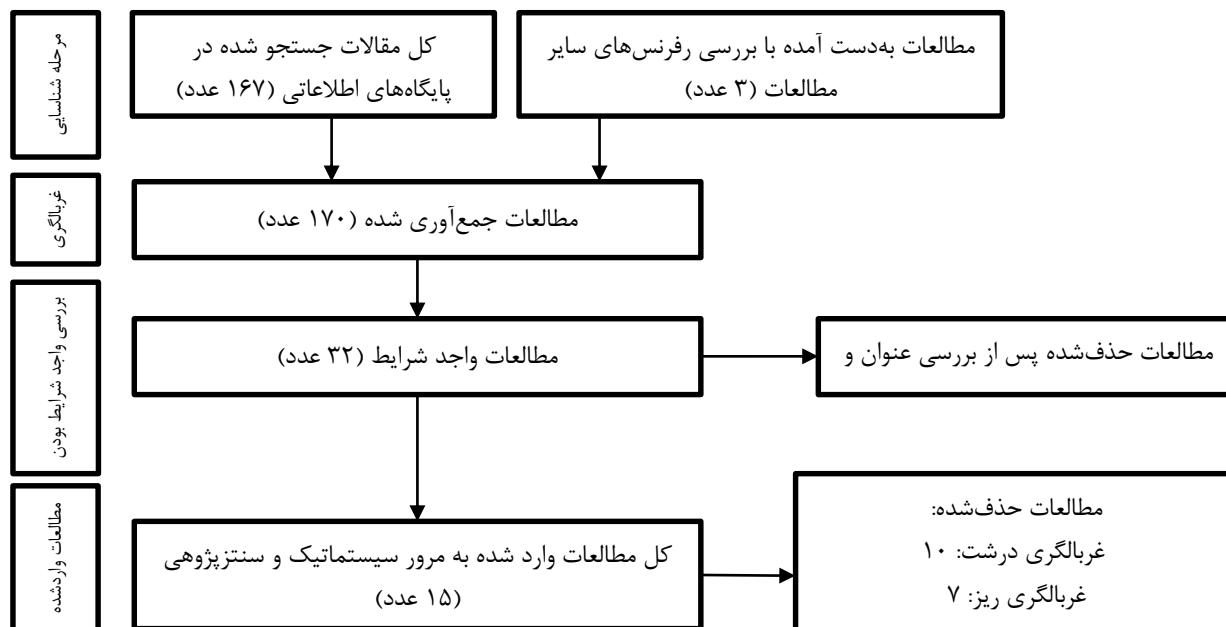 مرحله شناسایی
مطالعات به‌دست آمده با بررسی رفرنس‌های سایر
مطالعات (۳ عدد)
کل مقالات جستجو شده در
پایگاه‌های اطلاعاتی (۱۶۷ عدد)
غربالگری
مطالعات جمع‌آوری شده (۱۷۰ عدد)
بررسی واجد شرایط بودن
مطالعات واجد شرایط (۳۲ عدد)
مطالعات حذف‌شده پس از بررسی عنوان و
مطالعات واردشده
کل مطالعات وارد شده به مرور سیستماتیک و سنتزپژوهی
(۱۵ عدد)
مطالعات حذف‌شده:
غربالگری درشت: ۱۰
غربالگری ریز: ۷